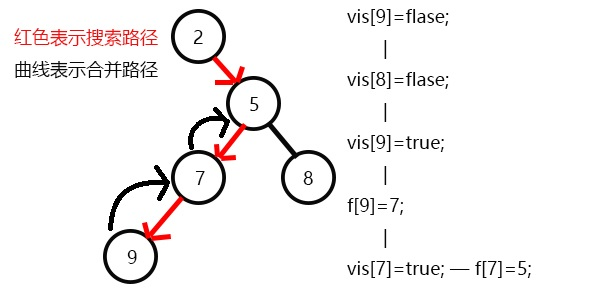 红色表示搜索路径
曲线表示合并路径
2
5
7
8
9
vis[9]=flase;
|
vis[8]=flase;
|
vis[9]=true;
|
f[9]=7;
|
vis[7]=true; — f[7]=5;